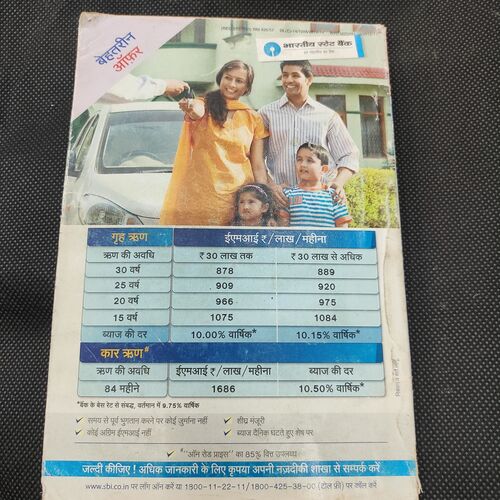 बेहतरीन
ऑफ़र
भारतीय स्टेट बैंक
गृह ऋण
ईएमआई ₹/लाख/महीना
ऋण की अवधि ₹ 30 लाख तक ₹ 30 लाख से अधिक
30 वर्ष 878 889
25 वर्ष 909 920
20 वर्ष 966 975
15 वर्ष 1075 1084
ब्याज की दर 10.00% वार्षिक* 10.15% वार्षिक*
कार ऋण#
ऋण की अवधि ईएमआई ₹/लाख/महीना ब्याज की दर
84 महीने 1686 10.50% वार्षिक*
*बैंक के बेस रेट से संबद्ध, वर्तमान में 9.75% वार्षिक
✓ समय से पूर्व भुगतान करने पर कोई जुर्माना नहीं ✓ शीघ्र मंजूरी
✓ कोई अग्रिम ईएमआई नहीं ✓ ब्याज दैनिक घटते हुए शेष पर
✓ #"ऑन रोड प्राइस" का 85% वित्त उपलब्ध
जल्दी कीजिए ! अधिक जानकारी के लिए कृपया अपनी नज़दीकी शाखा से सम्पर्क करें
www.sbi.co.in पर लॉग ऑन करें या 1800-11-22-11/1800-425-38-00 (टोल फ्री) पर कॉल करें